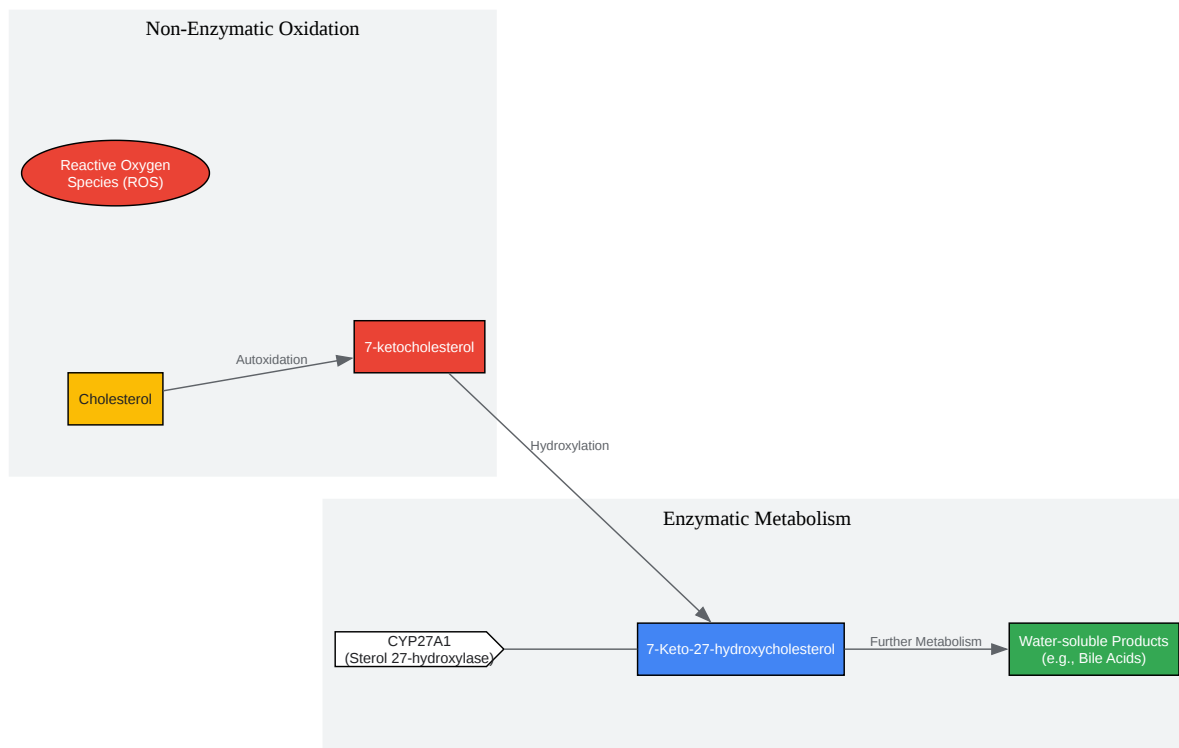 Non-Enzymatic Oxidation
Reactive Oxygen
Species (ROS)
Autoxidation
7-ketocholesterol
Cholesterol
Hydroxylation
Enzymatic Metabolism
CYP27A1
(Sterol 27-hydroxylase)
7-Keto-27-hydroxycholesterol
Further Metabolism
Water-soluble Products
(e.g., Bile Acids)